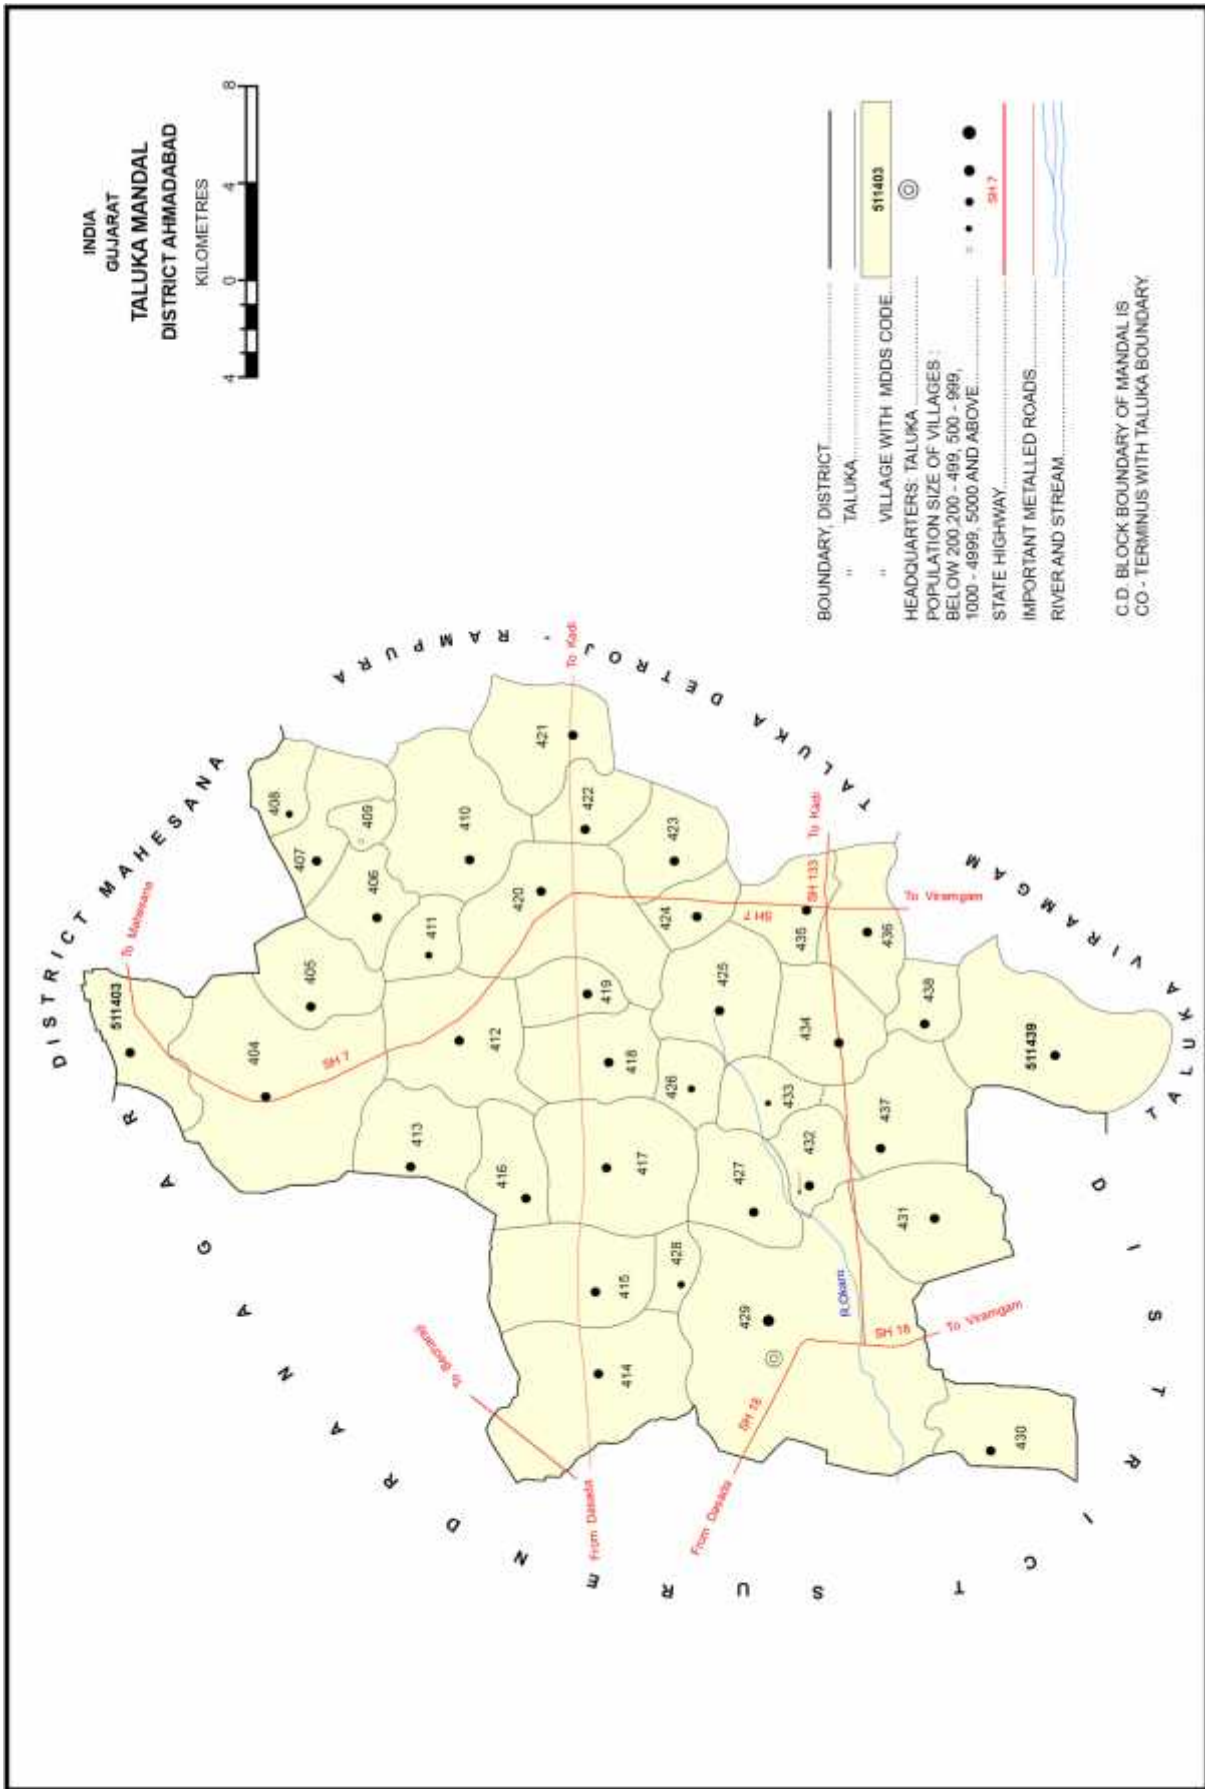 INDIA
GUJARAT
TALUKA MANDAL
DISTRICT AHMADABAD
KILOMETRES
4 0 4 8
DISTRICT MAHESANA
To Mahesana
511403
404
405
406
407
408
409
410
411
412
413
414
415
416
417
418
419
420
421
422
423
424
425
426
427
428
429
430
431
432
433
434
435
436
437
438
511439
SH 7
SH 7
SH 133
SH 18
SH 18
To Kadi
To Kadi
To Viramgam
To Viramgam
From Dasada
From Dasada
R.Okaru
TALUKA DETROJ - RAMPURA
TALUKA VIRAMGAM
DISTRICT SURENDRANAGAR
BOUNDARY, DISTRICT
" TALUKA
" VILLAGE WITH MDDS CODE 511403
HEADQUARTERS: TALUKA
POPULATION SIZE OF VILLAGES :
BELOW 200,200 - 499, 500 - 999,
1000 - 4999, 5000 AND ABOVE
STATE HIGHWAY SH 7
IMPORTANT METALLED ROADS
RIVER AND STREAM
C.D. BLOCK BOUNDARY OF MANDAL IS
CO - TERMINUS WITH TALUKA BOUNDARY